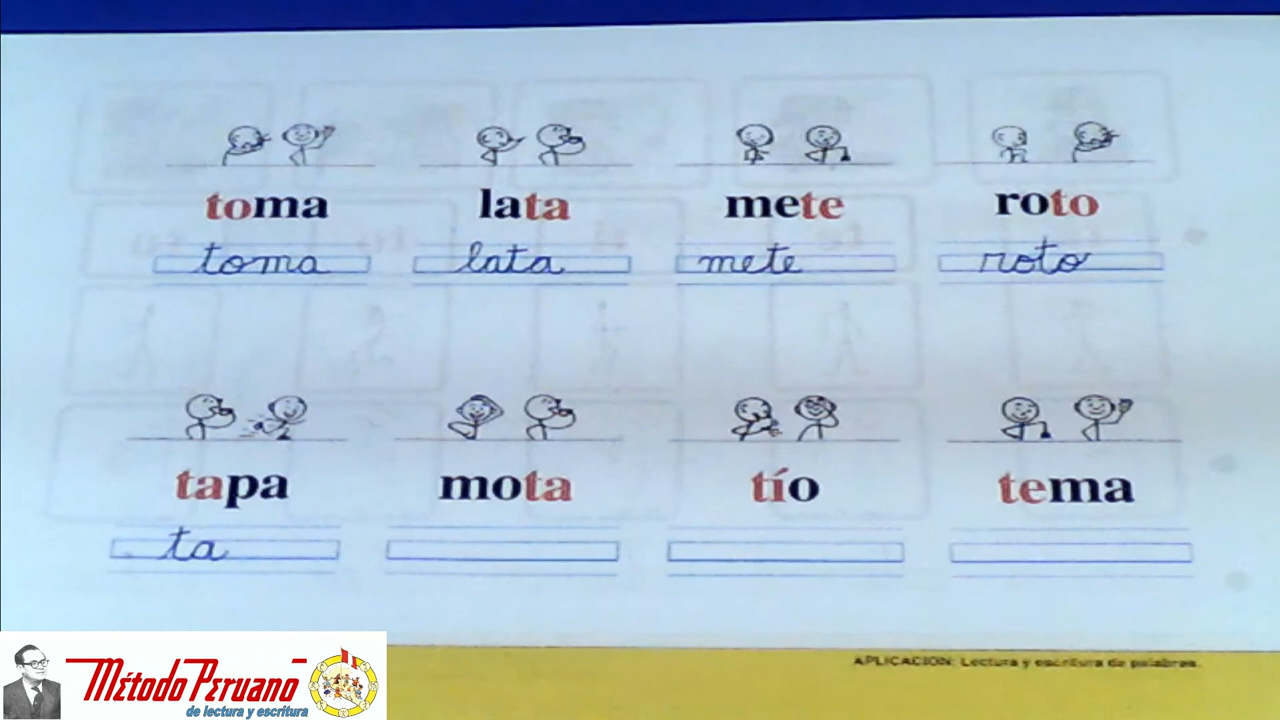 toma lata mete roto
toma lata mete roto
tapa mota tío tema
ta
APLICACION: Lectura y escritura de palabras.
Método Peruano
de lectura y escritura